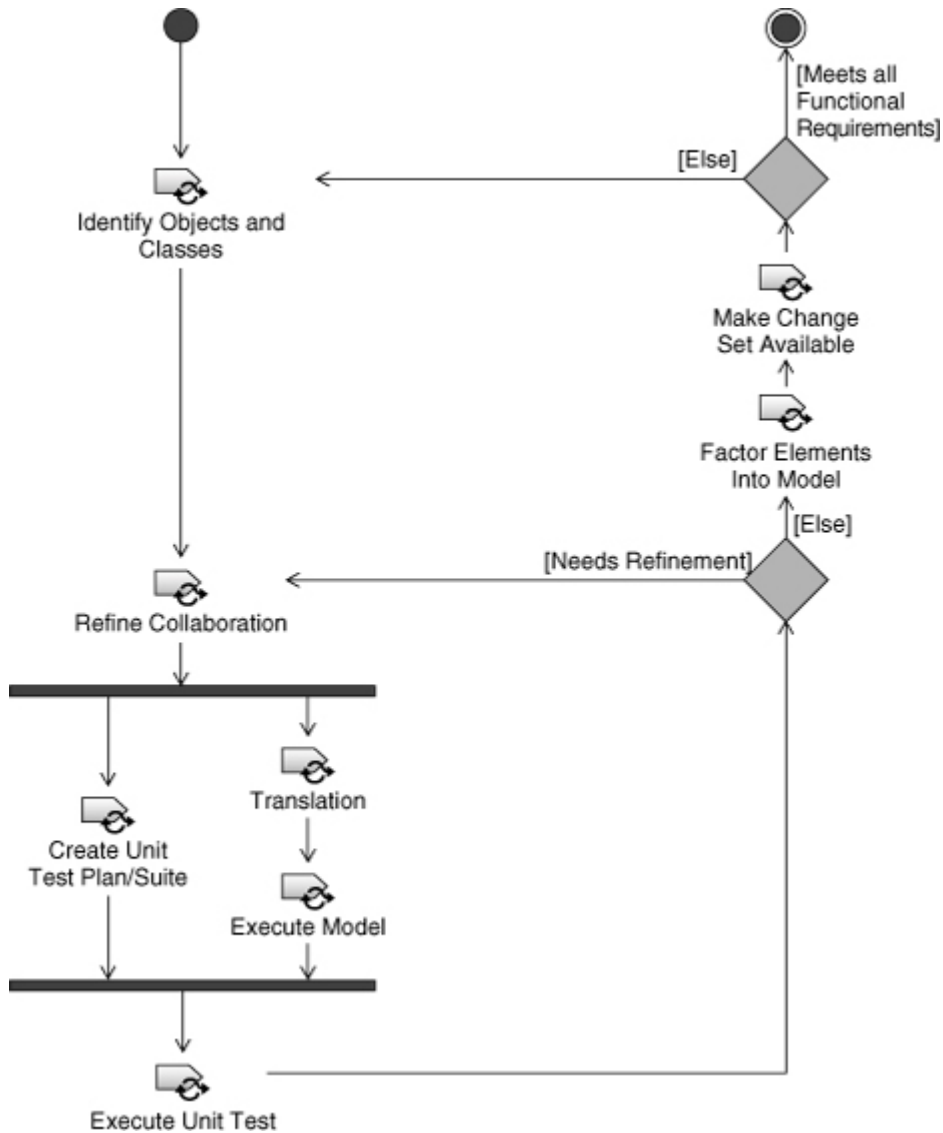 [Meets all
Functional
Requirements]
[Else]
Identify Objects and
Classes
Make Change
Set Available
Factor Elements
Into Model
[Else]
[Needs Refinement]
Refine Collaboration
Translation
Create Unit
Test Plan/Suite
Execute Model
Execute Unit Test